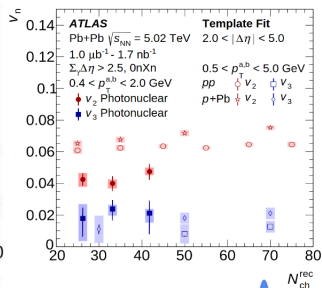 v_n
ATLAS
Pb+Pb √s_NN = 5.02 TeV
1.0 μb^-1 - 1.7 nb^-1
Σ_γΔη > 2.5, 0nXn
0.4 < p_T^a,b < 2.0 GeV
v_2 Photonuclear
v_3 Photonuclear
Template Fit
2.0 < |Δη| < 5.0
0.5 < p_T^a,b < 5.0 GeV
pp v_2 v_3
p+Pb v_2 v_3
0.14
0.12
0.1
0.08
0.06
0.04
0.02
0
20 30 40 50 60 70 80
N_ch^rec
0